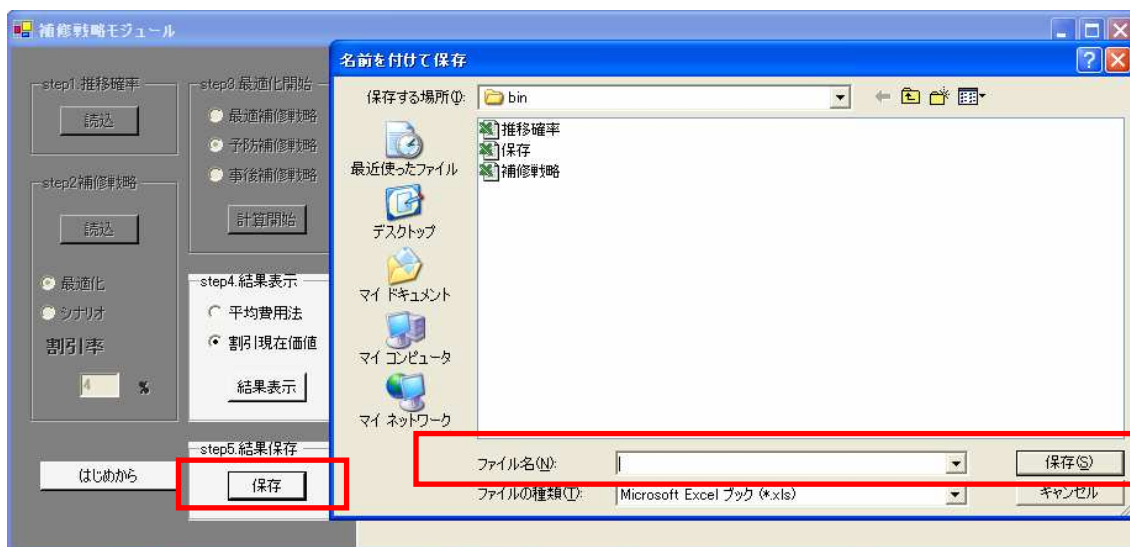 補修戦略モジュール
step1.推移確率
読込
step2補修戦略
読込
最適化
シナリオ
割引率
4 %
はじめから
step3.最適化開始
最適補修戦略
予防補修戦略
事後補修戦略
計算開始
step4.結果表示
平均費用法
割引現在価値
結果表示
step5.結果保存
保存
名前を付けて保存
保存する場所(I): bin
最近使ったファイル
デスクトップ
マイ ドキュメント
マイ コンピュータ
マイ ネットワーク
推移確率
保存
補修戦略
ファイル名(N): 保存(S)
ファイルの種類(T): Microsoft Excel ブック (*.xls) キャンセル